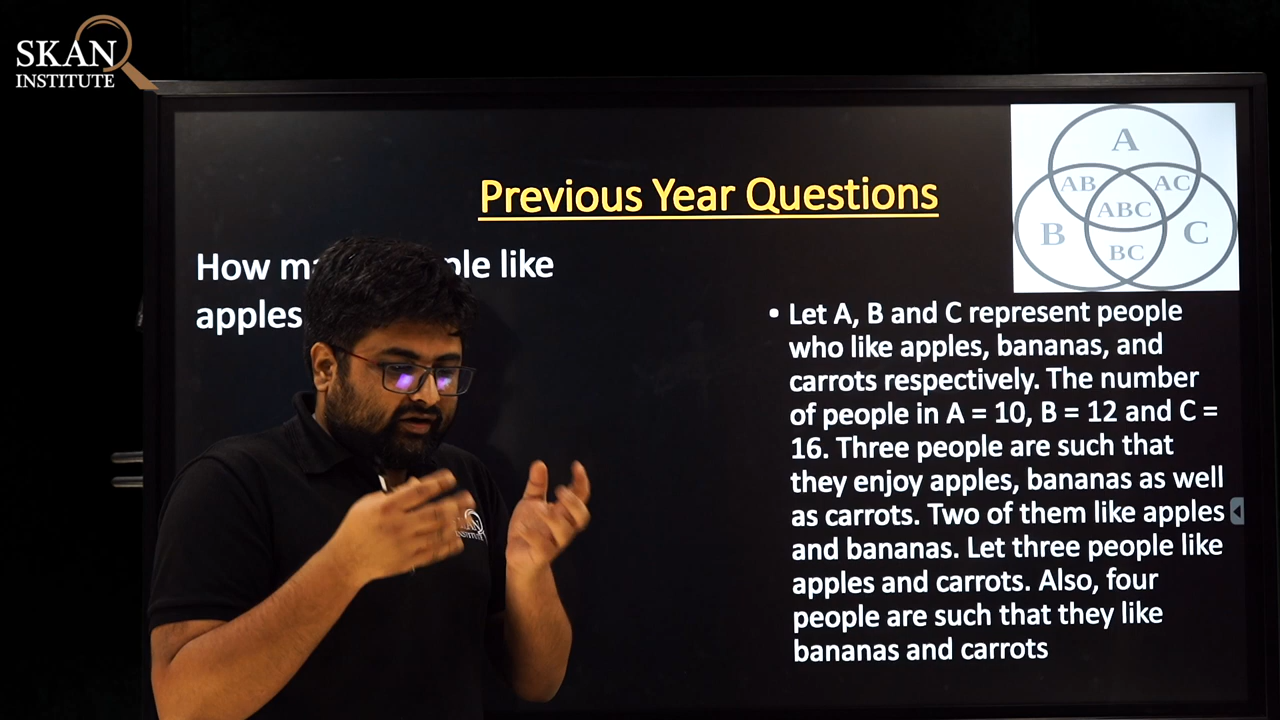 SKAN
INSTITUTE
Previous Year Questions
A
AB
AC
ABC
B
C
BC
How like
apples
• Let A, B and C represent people
who like apples, bananas, and
carrots respectively. The number
of people in A = 10, B = 12 and C =
16. Three people are such that
they enjoy apples, bananas as well
as carrots. Two of them like apples
and bananas. Let three people like
apples and carrots. Also, four
people are such that they like
bananas and carrots